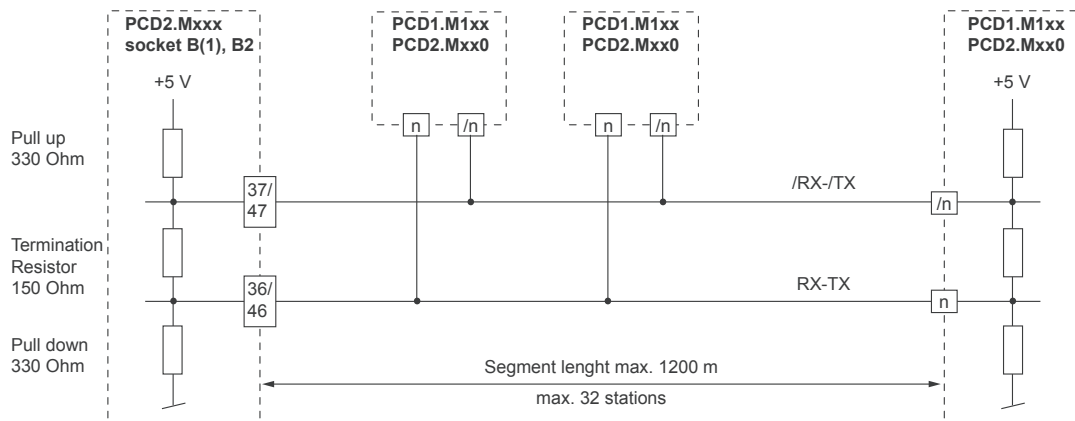 PCD2.Mxxx
socket B(1), B2
PCD1.M1xx
PCD2.Mxx0
PCD1.M1xx
PCD2.Mxx0
PCD1.M1xx
PCD2.Mxx0
+5 V
+5 V
n
/n
n
/n
Pull up
330 Ohm
37/
47
/RX-/TX
/n
Termination
Resistor
150 Ohm
36/
46
RX-TX
n
Pull down
330 Ohm
Segment lenght max. 1200 m
max. 32 stations